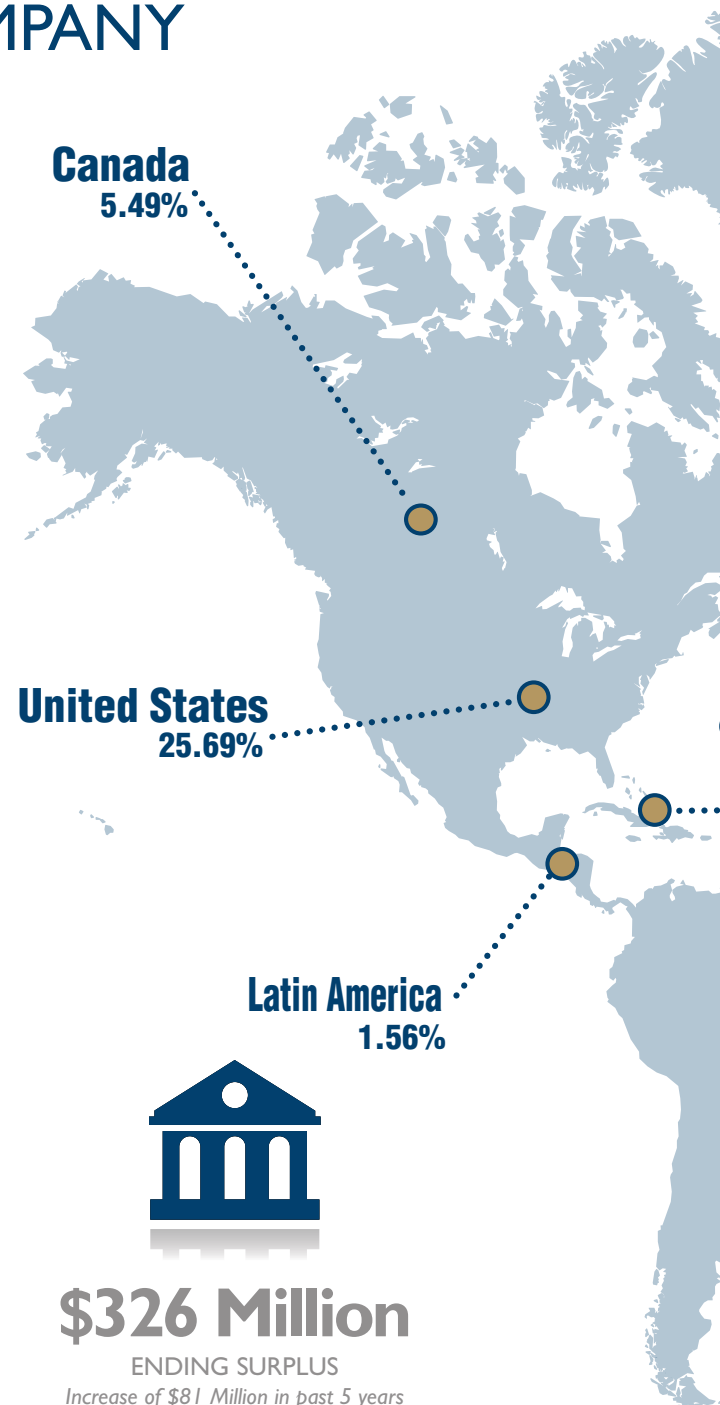 MPANY
Canada
5.49%
United States
25.69%
Latin America
1.56%
$326 Million
ENDING SURPLUS
Increase of $81 Million in past 5 years